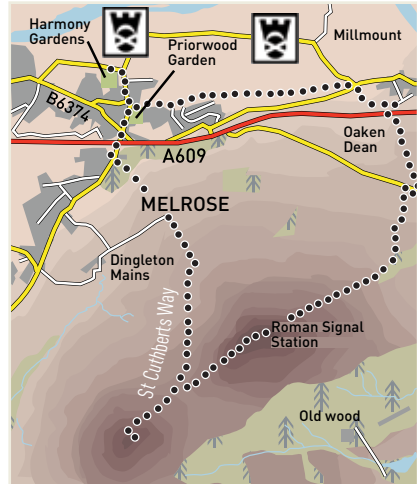 Harmony
Gardens
Priorwood
Garden
Millmount
B6374
A609
Oaken
Dean
MELROSE
Dingleton
Mains
St Cuthberts Way
Roman Signal
Station
Old wood